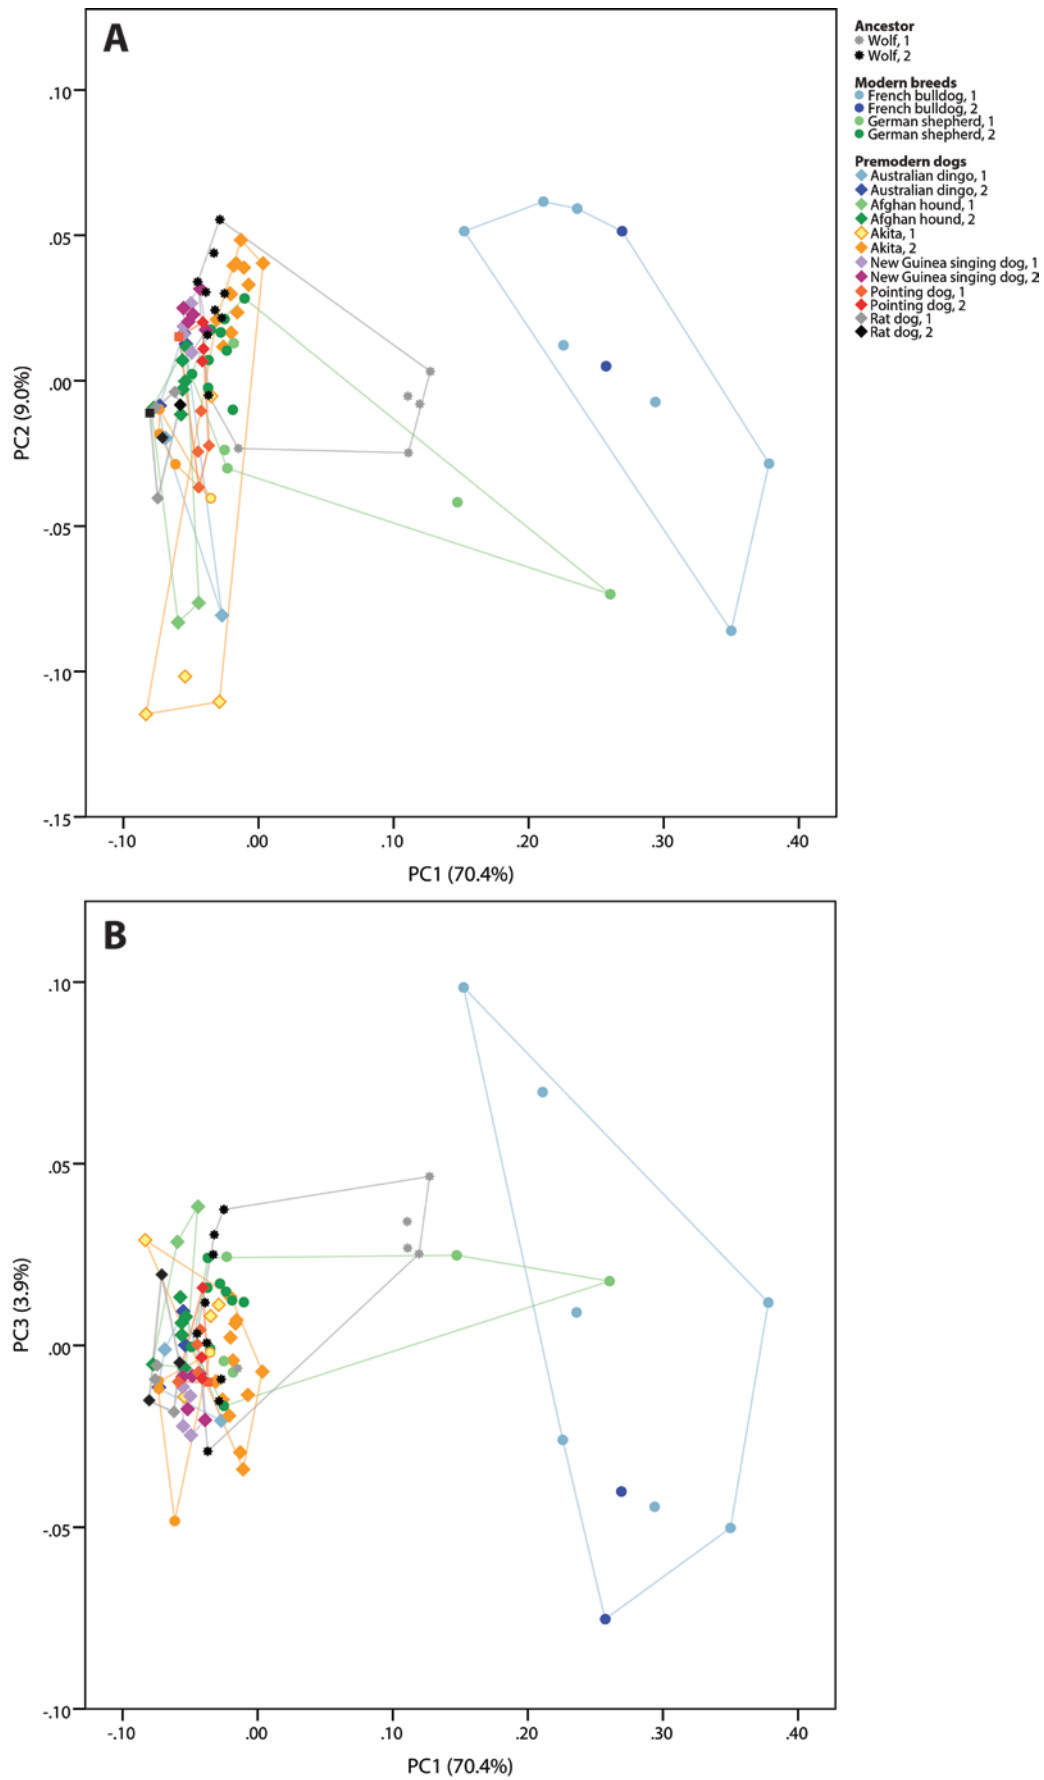 A
.10
.05
.00
-.05
-.10
-.15
PC2 (9.0%)
-.10
.00
.10
.20
.30
.40
PC1 (70.4%)
Ancestor
Wolf, 1
Wolf, 2
Modern breeds
French bulldog, 1
French bulldog, 2
German shepherd, 1
German shepherd, 2
Premodern dogs
Australian dingo, 1
Australian dingo, 2
Afghan hound, 1
Afghan hound, 2
Akita, 1
Akita, 2
New Guinea singing dog, 1
New Guinea singing dog, 2
Pointing dog, 1
Pointing dog, 2
Rat dog, 1
Rat dog, 2
B
.10
.05
.00
-.05
-.10
PC3 (3.9%)
-.10
.00
.10
.20
.30
.40
PC1 (70.4%)